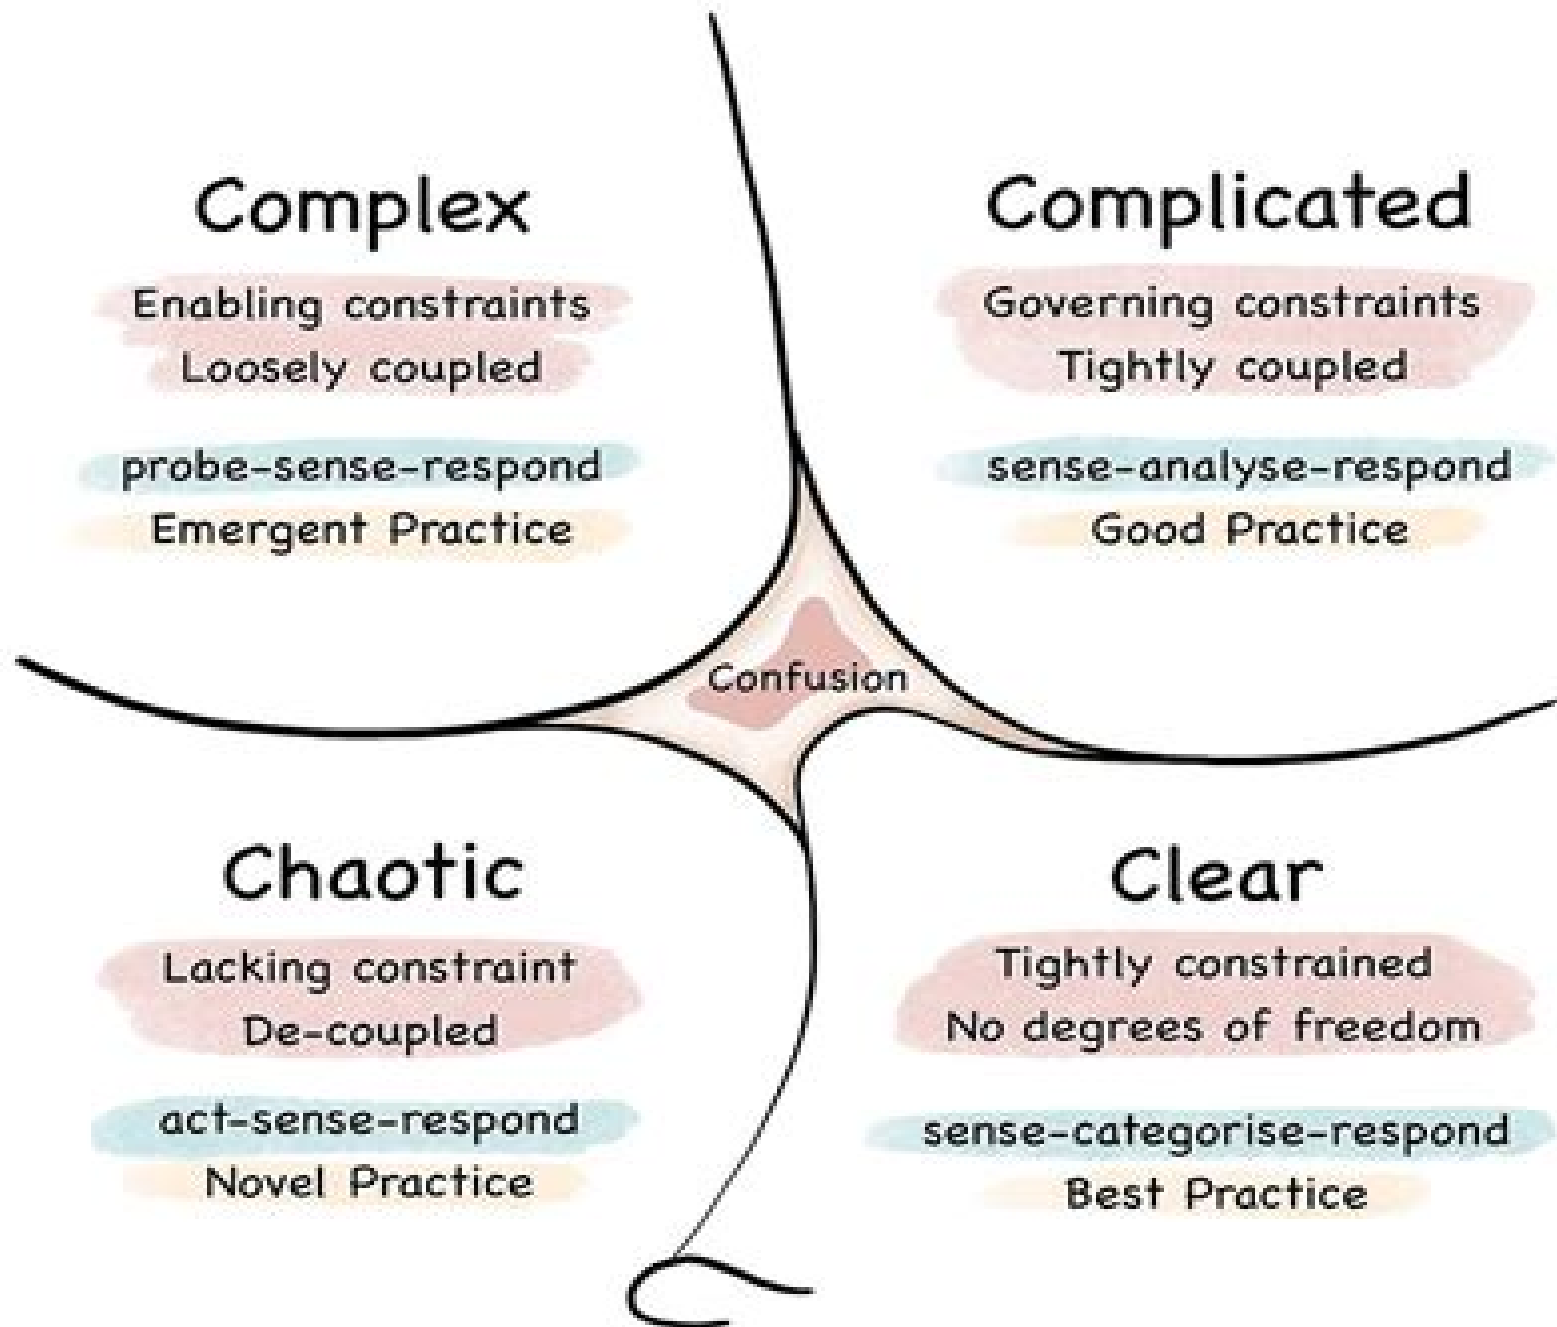 Complex
Enabling constraints
Loosely coupled
probe-sense-respond
Emergent Practice
Complicated
Governing constraints
Tightly coupled
sense-analyse-respond
Good Practice
Confusion
Chaotic
Lacking constraint
De-coupled
act-sense-respond
Novel Practice
Clear
Tightly constrained
No degrees of freedom
sense-categorise-respond
Best Practice